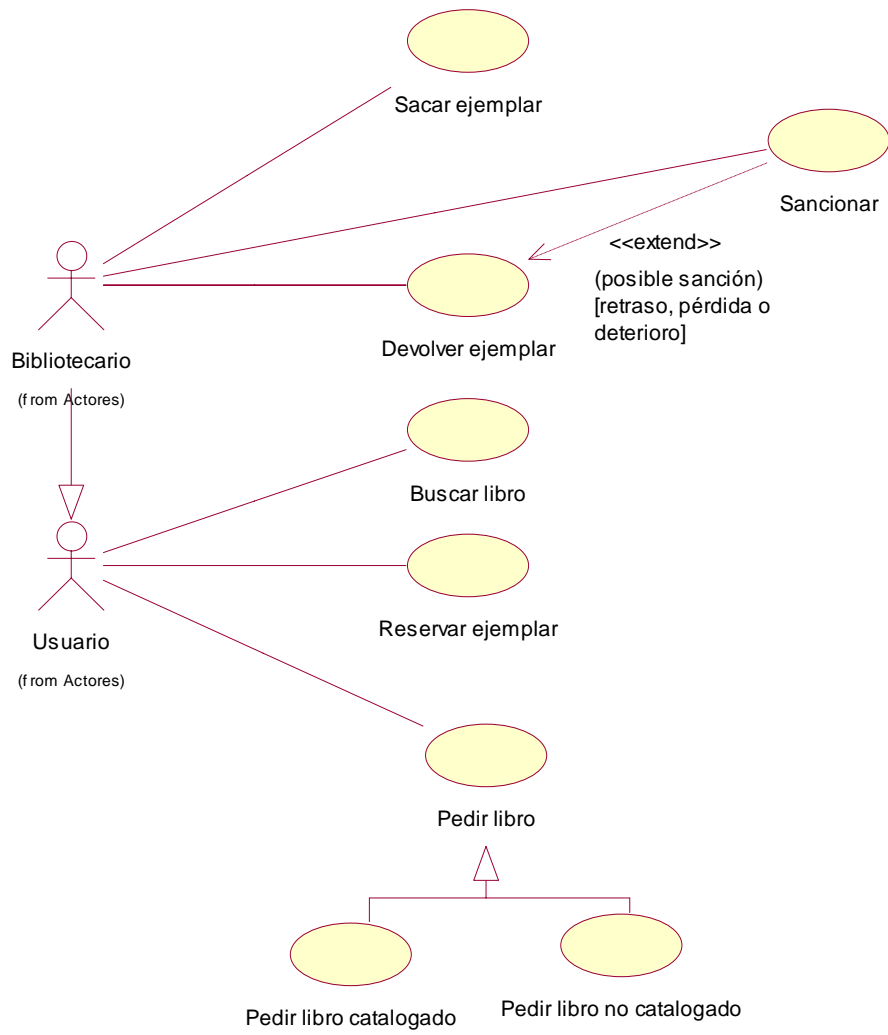 Sacar ejemplar
Sancionar
<<extend>>
(posible sanción)
[retraso, pérdida o
deterioro]
Devolver ejemplar
Bibliotecario
(from Actores)
Buscar libro
Reservar ejemplar
Usuario
(from Actores)
Pedir libro
Pedir libro catalogado
Pedir libro no catalogado